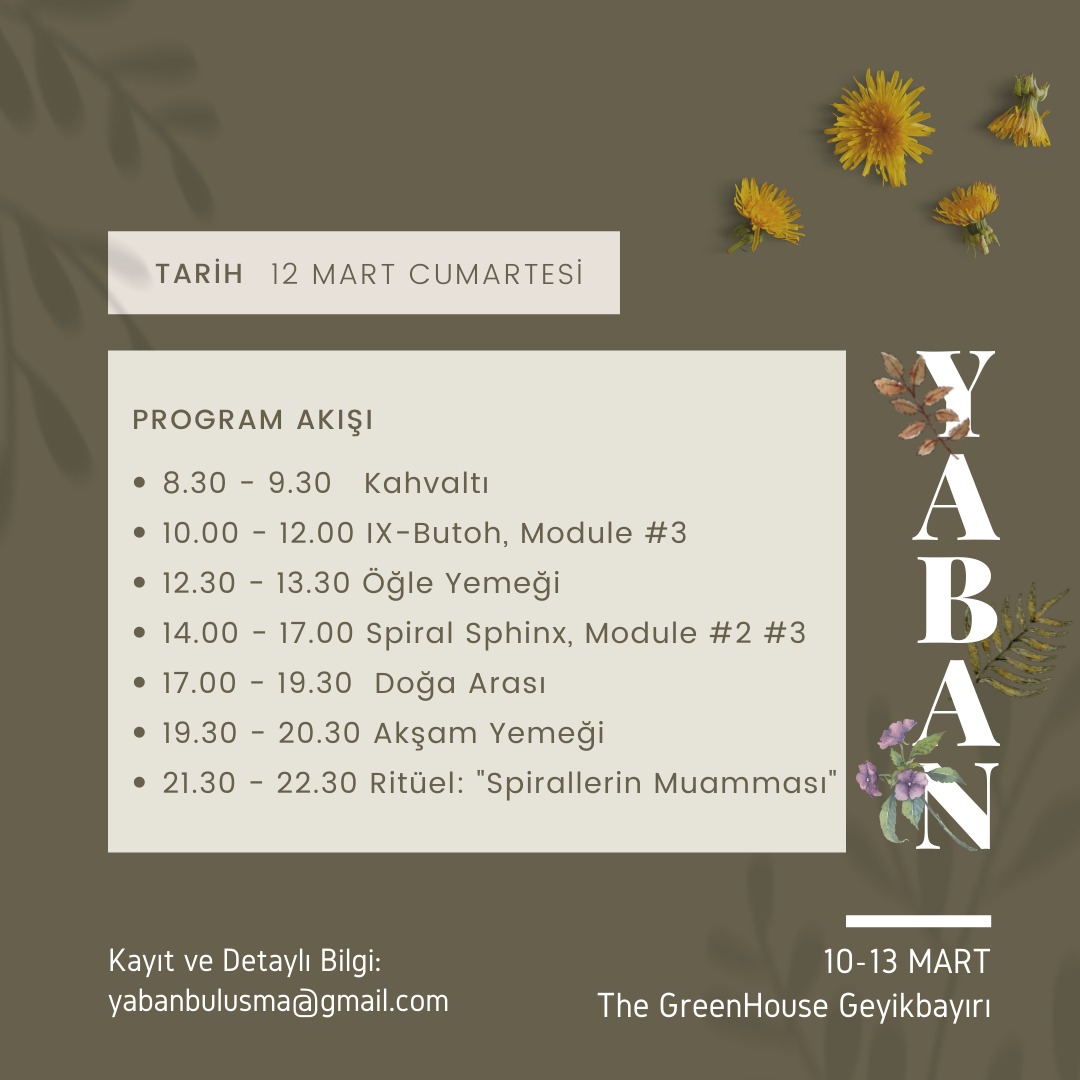 TARİH 12 MART CUMARTESİ
PROGRAM AKIŞI
• 8.30 - 9.30 Kahvaltı
• 10.00 - 12.00 IX-Butoh, Module #3
• 12.30 - 13.30 Öğle Yemeği
• 14.00 - 17.00 Spiral Sphinx, Module #2 #3
• 17.00 - 19.30 Doğa Arası
• 19.30 - 20.30 Akşam Yemeği
• 21.30 - 22.30 Ritüel: "Spirallerin Muamması"
YABAN
Kayıt ve Detaylı Bilgi:
yabanbulusma@gmail.com
10-13 MART
The GreenHouse Geyikbayırı